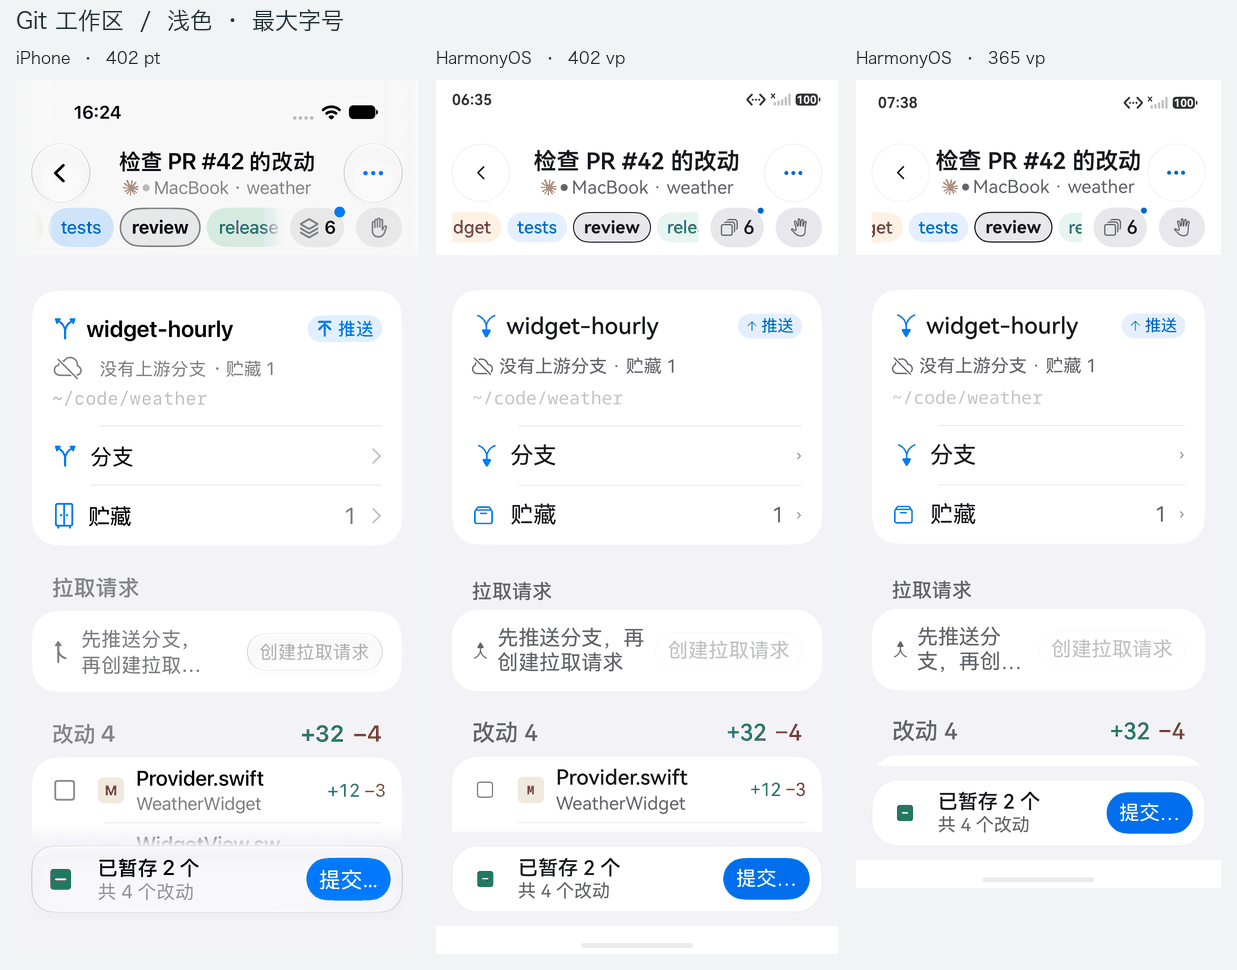 Git 工作区 / 浅色 · 最大字号
iPhone · 402 pt
16:24
检查 PR #42 的改动
MacBook · weather
tests
review
release
6
widget-hourly
推送
没有上游分支 · 贮藏 1
~/code/weather
分支
贮藏
1
拉取请求
先推送分支，
再创建拉取…
创建拉取请求
改动 4
+32 −4
M
Provider.swift
WeatherWidget
+12 −3
WidgetView.sw
已暂存 2 个
共 4 个改动
提交…
HarmonyOS · 402 vp
06:35
100
检查 PR #42 的改动
MacBook · weather
dget
tests
review
rele
6
widget-hourly
↑ 推送
没有上游分支 · 贮藏 1
~/code/weather
分支
贮藏
1
拉取请求
先推送分支，再
创建拉取请求
创建拉取请求
改动 4
+32 −4
M
Provider.swift
WeatherWidget
+12 −3
已暂存 2 个
共 4 个改动
提交…
HarmonyOS · 365 vp
07:38
100
检查 PR #42 的改动
MacBook · weather
get
tests
review
re
6
widget-hourly
↑ 推送
没有上游分支 · 贮藏 1
~/code/weather
分支
贮藏
1
拉取请求
先推送分
支，再创…
创建拉取请求
改动 4
+32 −4
已暂存 2 个
共 4 个改动
提交…